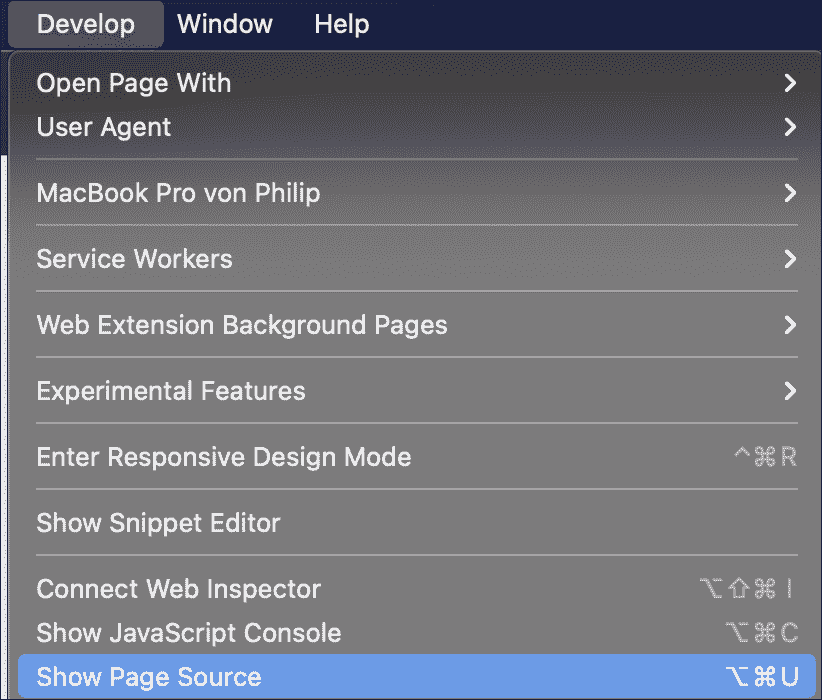 Develop Window Help
Open Page With
User Agent
MacBook Pro von Philip
Service Workers
Web Extension Background Pages
Experimental Features
Enter Responsive Design Mode ^⌘R
Show Snippet Editor
Connect Web Inspector ⌥⇧⌘I
Show JavaScript Console ⌥⌘C
Show Page Source ⌥⌘U